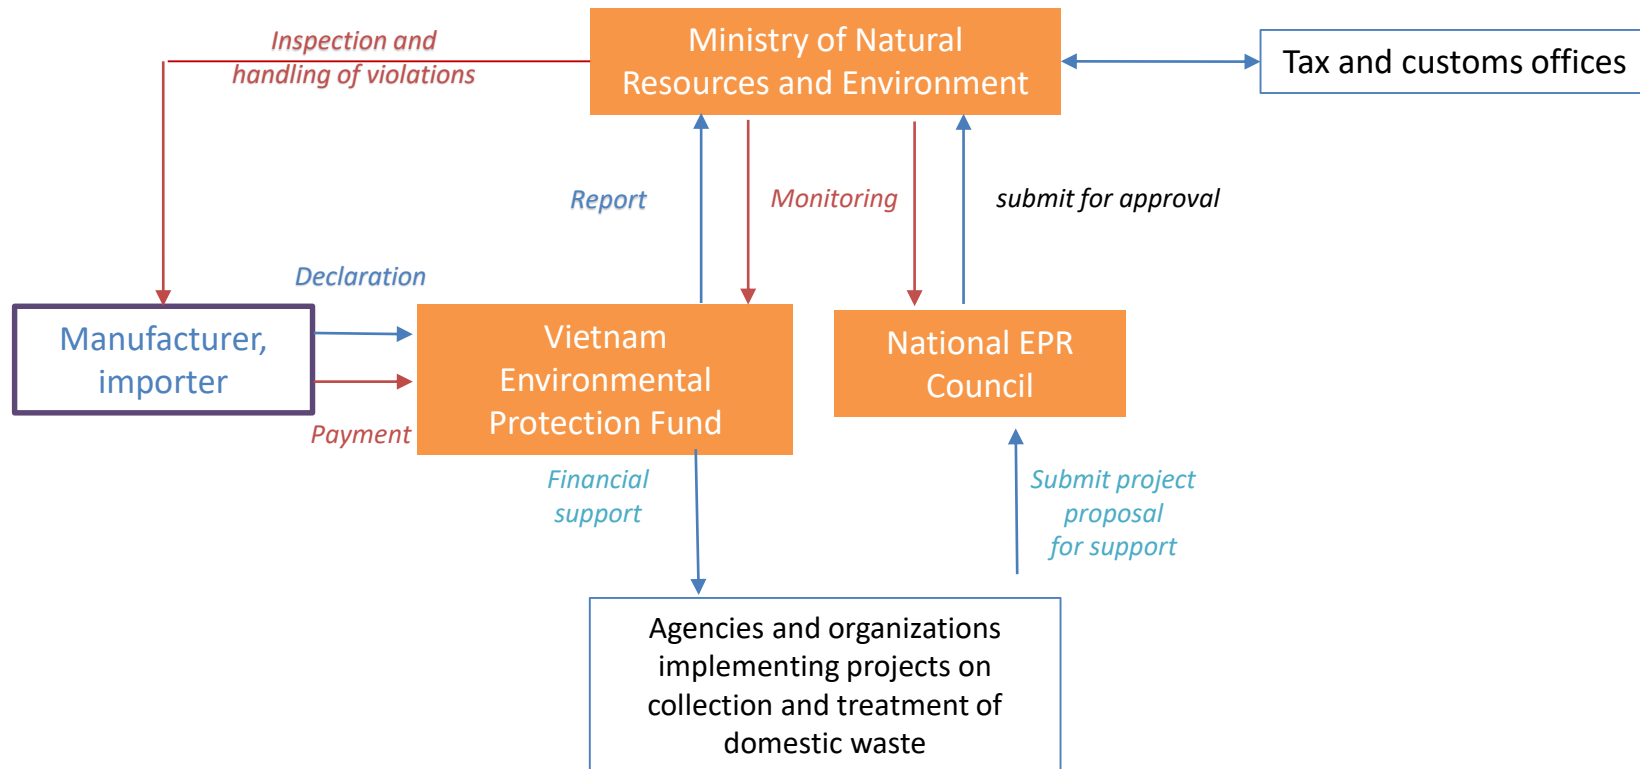 Inspection and
handling of violations
Ministry of Natural
Resources and Environment
Tax and customs offices
Report
Monitoring
submit for approval
Declaration
Manufacturer,
importer
Payment
Vietnam
Environmental
Protection Fund
National EPR
Council
Financial
support
Submit project
proposal
for support
Agencies and organizations
implementing projects on
collection and treatment of
domestic waste